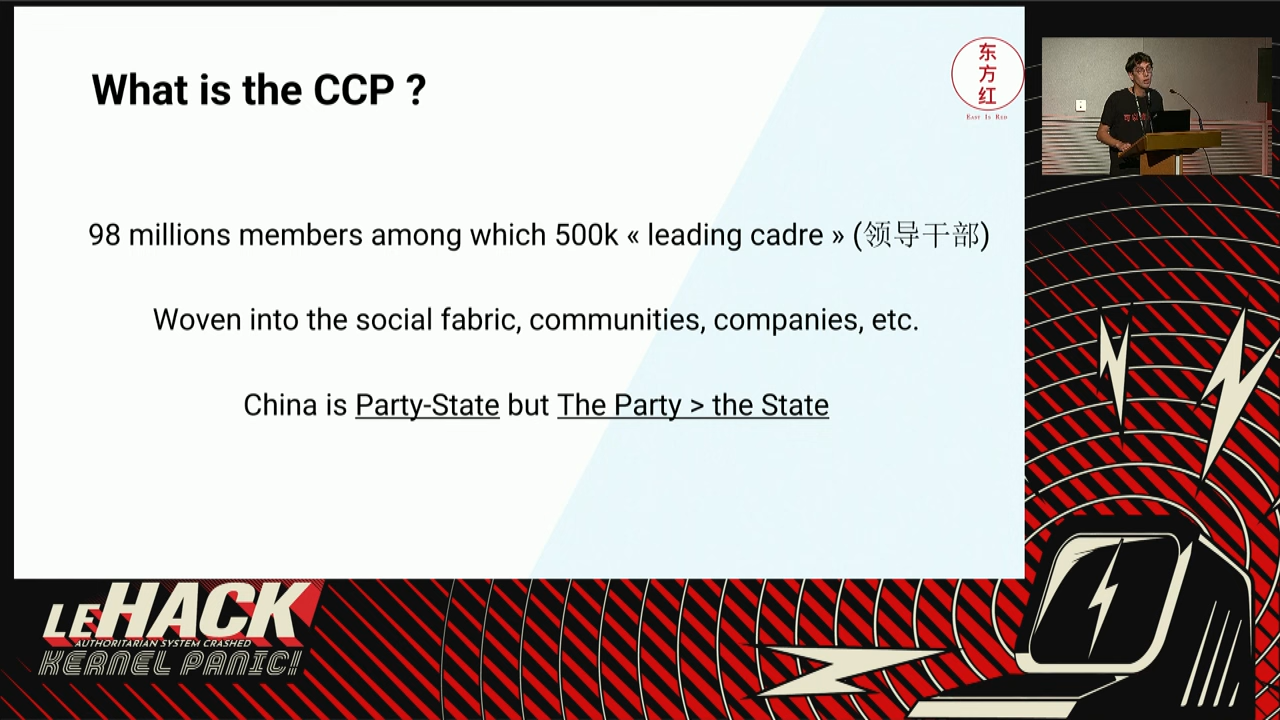 What is the CCP ?
东
方
红
East Is Red
98 millions members among which 500k « leading cadre » (领导干部)
Woven into the social fabric, communities, companies, etc.
China is Party-State but The Party > the State
LEHACK
AUTHORITARIAN SYSTEM CRASHED
KERNEL PANIC!